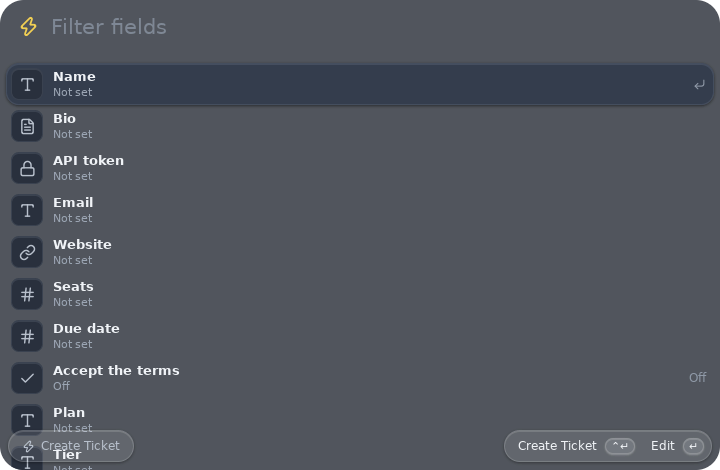 Filter fields
Name
Not set
Bio
Not set
API token
Not set
Email
Not set
Website
Not set
Seats
Not set
Due date
Not set
Accept the terms
Off
Off
Plan
Not set
Create Ticket
Create Ticket ^↵ Edit ↵
Tier
Not set